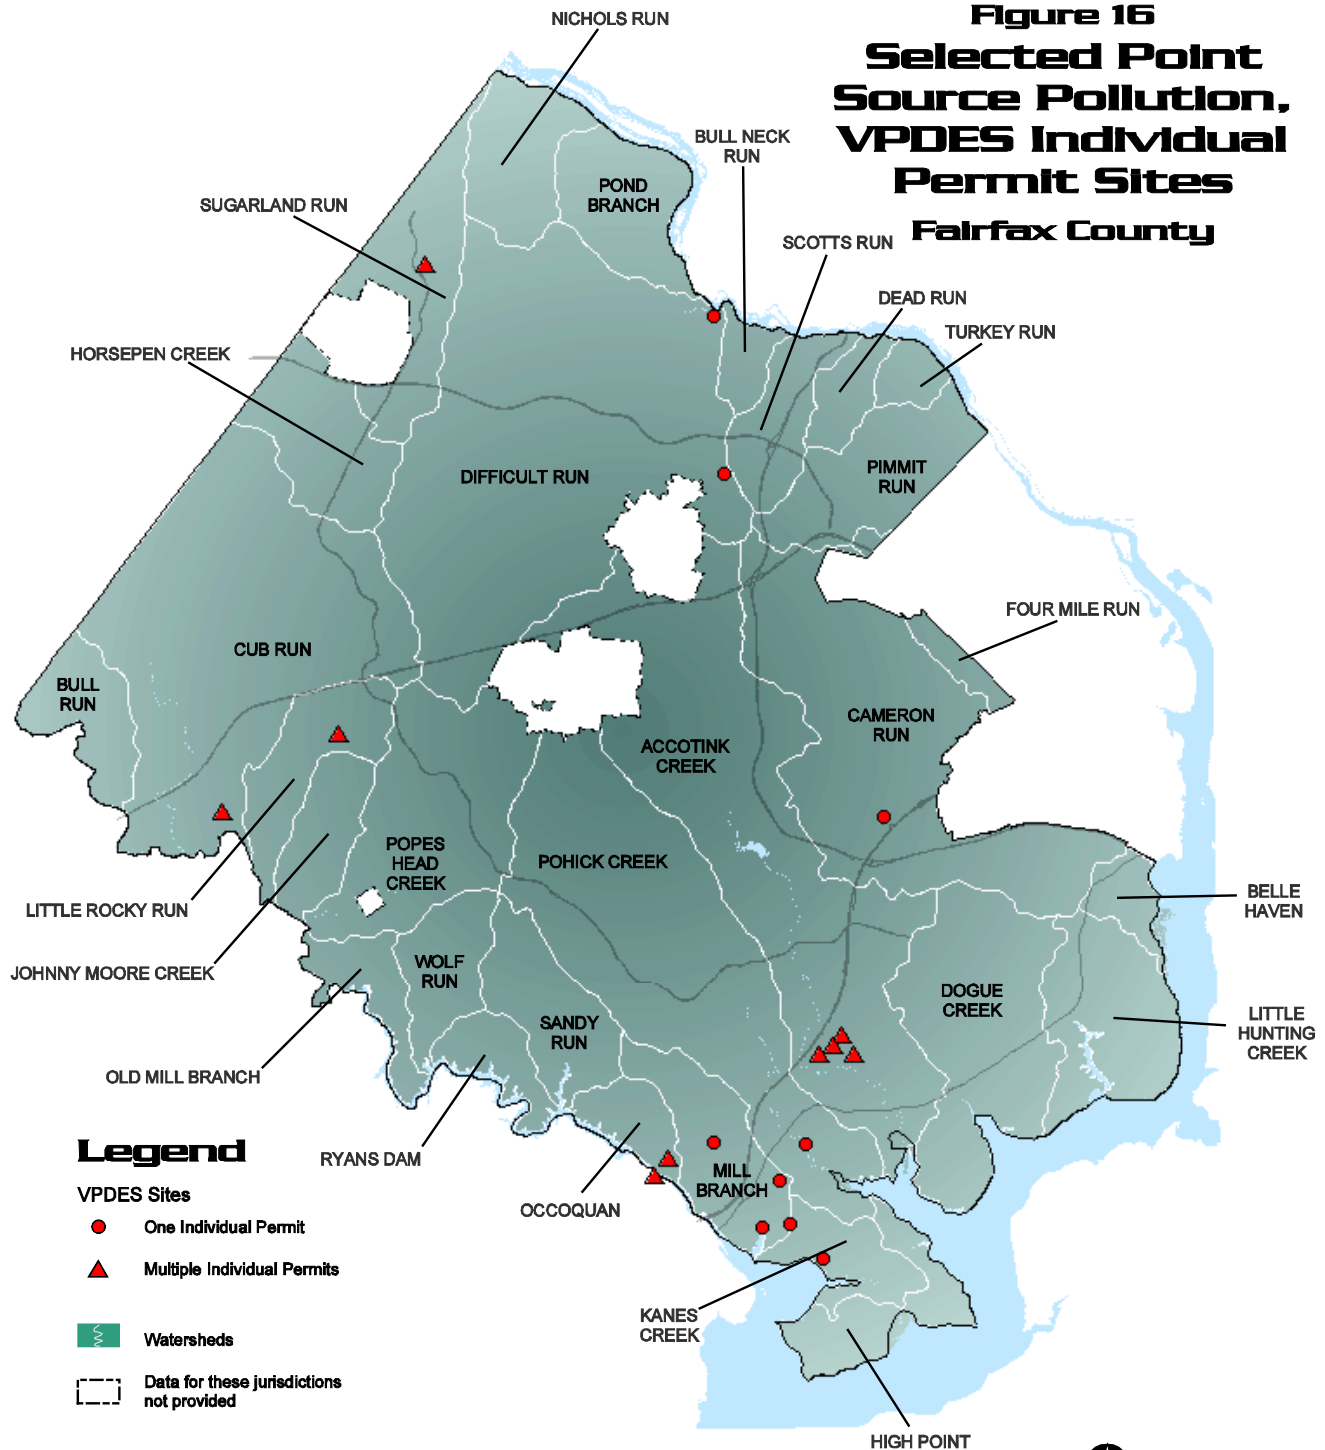 Figure 16
Selected Point
Source Pollution,
VPDES Individual
Permit Sites
Fairfax County
NICHOLS RUN
BULL NECK
RUN
POND
BRANCH
SUGARLAND RUN
SCOTTS RUN
DEAD RUN
TURKEY RUN
HORSEPEN CREEK
DIFFICULT RUN
PIMMIT
RUN
FOUR MILE RUN
CUB RUN
BULL
RUN
CAMERON
RUN
ACCOTINK
CREEK
POPES
HEAD
CREEK
POHICK CREEK
LITTLE ROCKY RUN
BELLE
HAVEN
JOHNNY MOORE CREEK
WOLF
RUN
DOGUE
CREEK
SANDY
RUN
LITTLE
HUNTING
CREEK
OLD MILL BRANCH
RYANS DAM
MILL
BRANCH
OCCOQUAN
KANES
CREEK
HIGH POINT
Legend
VPDES Sites
One Individual Permit
Multiple Individual Permits
Watersheds
Data for these jurisdictions
not provided